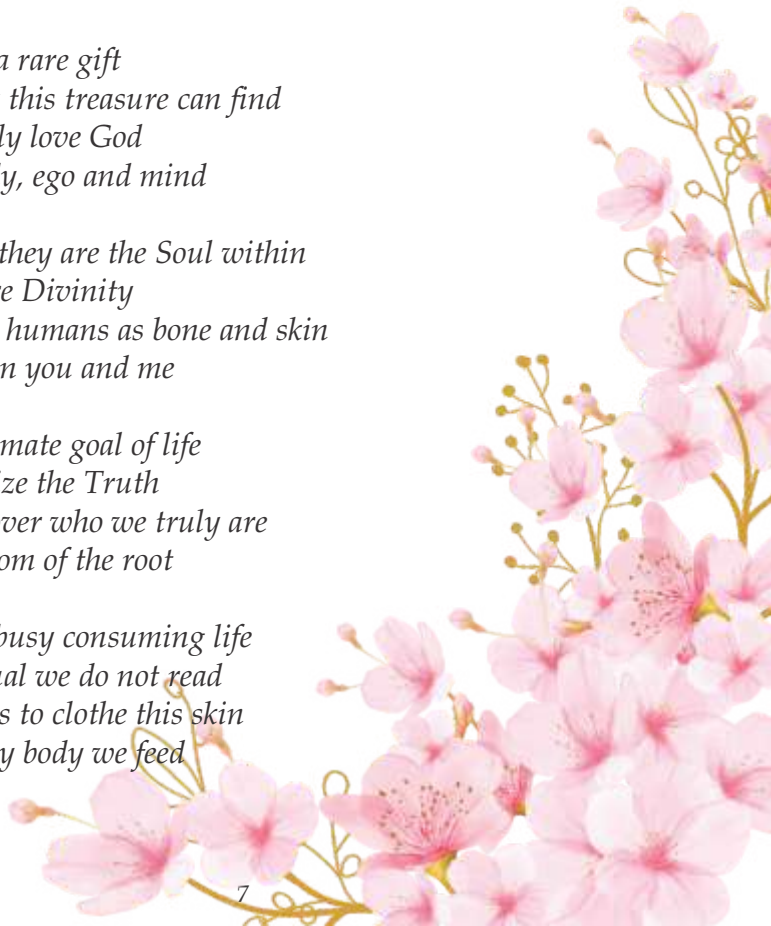 a rare gift
this treasure can find
ly love God
y, ego and mind
they are the Soul within
e Divinity
humans as bone and skin
n you and me
mate goal of life
ze the Truth
ver who we truly are
om of the root
busy consuming life
al we do not read
s to clothe this skin
y body we feed
7